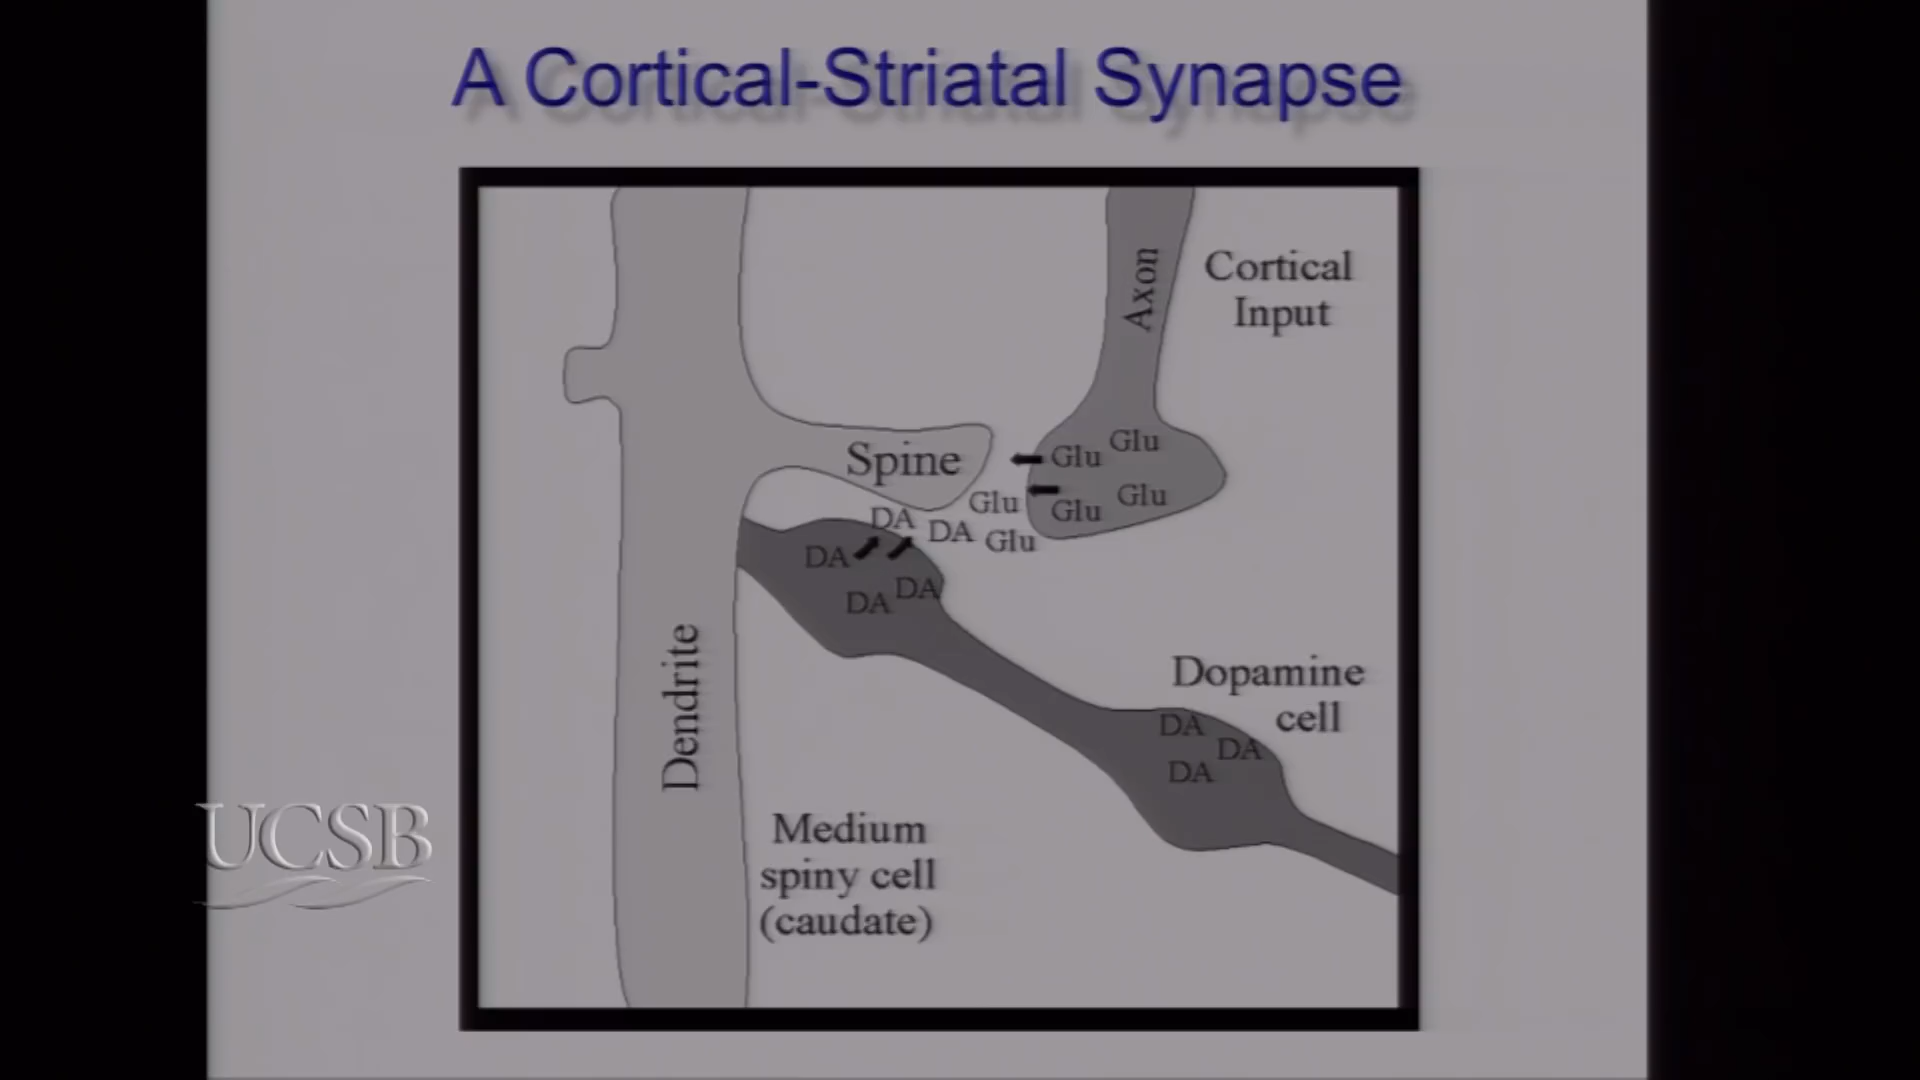 A Cortical-Striatal Synapse
Axon
Cortical
Input
Spine
Glu
Glu
Glu
Glu
Glu
Glu
DA
DA
DA
DA
DA
Dendrite
Dopamine
cell
DA
DA
DA
Medium
spiny cell
(caudate)
UCSB